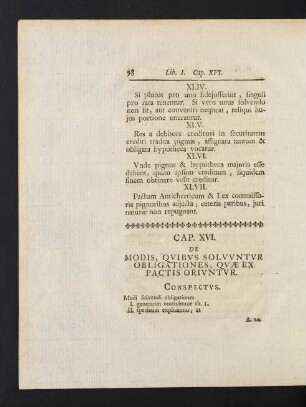 98 Lib. I. Cap. XVI.
XLIV.
Si plures pro uno fidejusserint, singuli
pro rata tenentur. Si vero unus solvendo
non sit, aut conveniri nequeat, reliqui hu-
jus portione onerantur.
XLV.
Res a debitore creditori in securitatem
crediti tradita pignus, assignata tantum &
obligata hypotheca vocatur.
XLVI.
Unde pignus & hypotheca majoris esse
debent, quam ipsum creditum, siquidem
finem obtinere velit creditor.
XLVII.
Pactum Antichreticum & Lex commisso-
ria pignoribus adjecta, ceteris paribus, juri
naturæ non repugnant.
CAP. XVI.
DE
MODIS, QVIBVS SOLVVNTVR
OBLIGATIONES, QVÆ EX
PACTIS ORIVNTVR.
CONSPECTVS.
Modi solvendi obligationes
I. generatim recensentur th. 1.
II. speciatim explicantur, ut